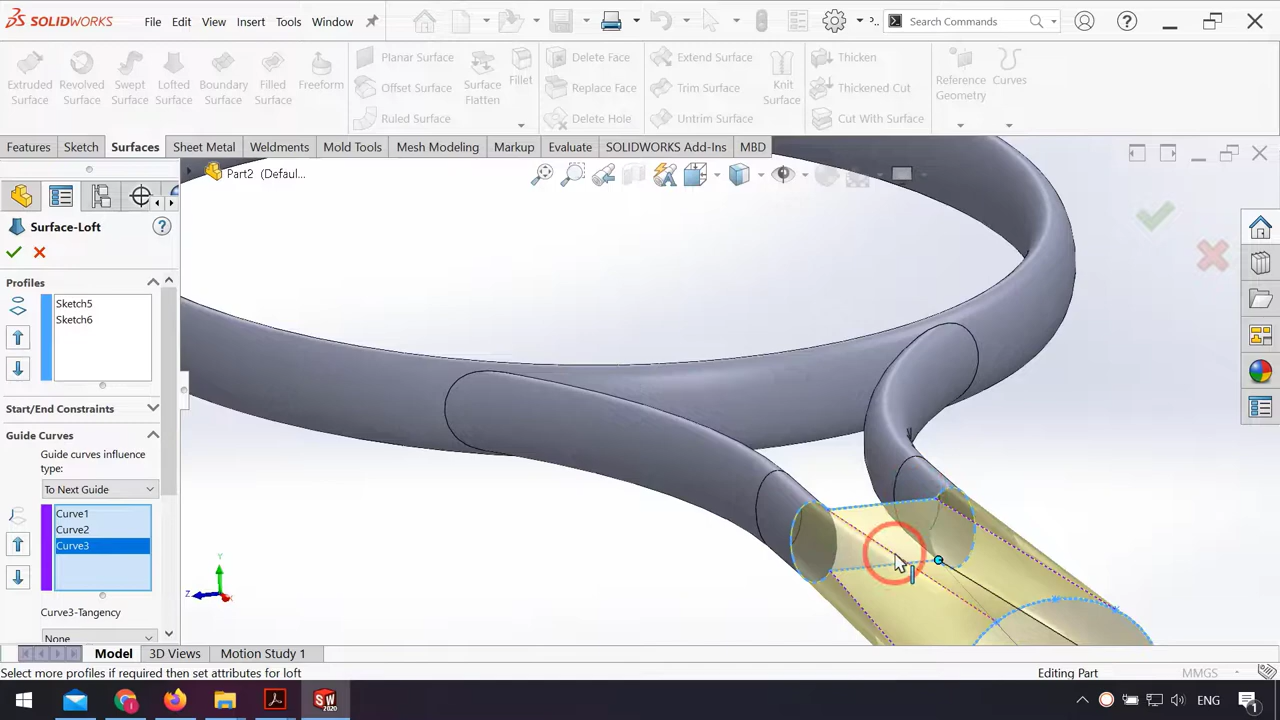 SOLIDWORKS File Edit View Insert Tools Window Search Commands
Extruded Surface
Revolved Surface
Swept Surface
Lofted Surface
Boundary Surface
Filled Surface
Freeform
Planar Surface
Offset Surface
Ruled Surface
Surface Flatten
Fillet
Delete Face
Replace Face
Delete Hole
Extend Surface
Trim Surface
Untrim Surface
Knit Surface
Thicken
Thickened Cut
Cut With Surface
Reference Geometry
Curves
Features Sketch Surfaces Sheet Metal Weldments Mold Tools Mesh Modeling Markup Evaluate SOLIDWORKS Add-Ins MBD
Part2 (Defaul...
Surface-Loft
Profiles
Sketch5
Sketch6
Start/End Constraints
Guide Curves
Guide curves influence
type:
To Next Guide
Curve1
Curve2
Curve3
Curve3-Tangency
None
Y
Z
X
Model 3D Views Motion Study 1
Select more profiles if required then set attributes for loft Editing Part MMGS
SW
2020
ENG
1